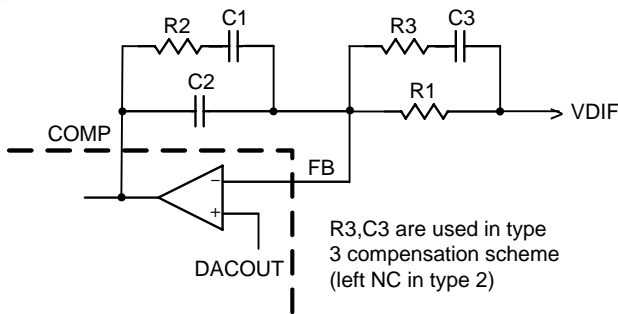 R2 C1 R3 C3
C2 R1
VDIF
COMP
FB
−
+
DACOUT
R3,C3 are used in type
3 compensation scheme
(left NC in type 2)